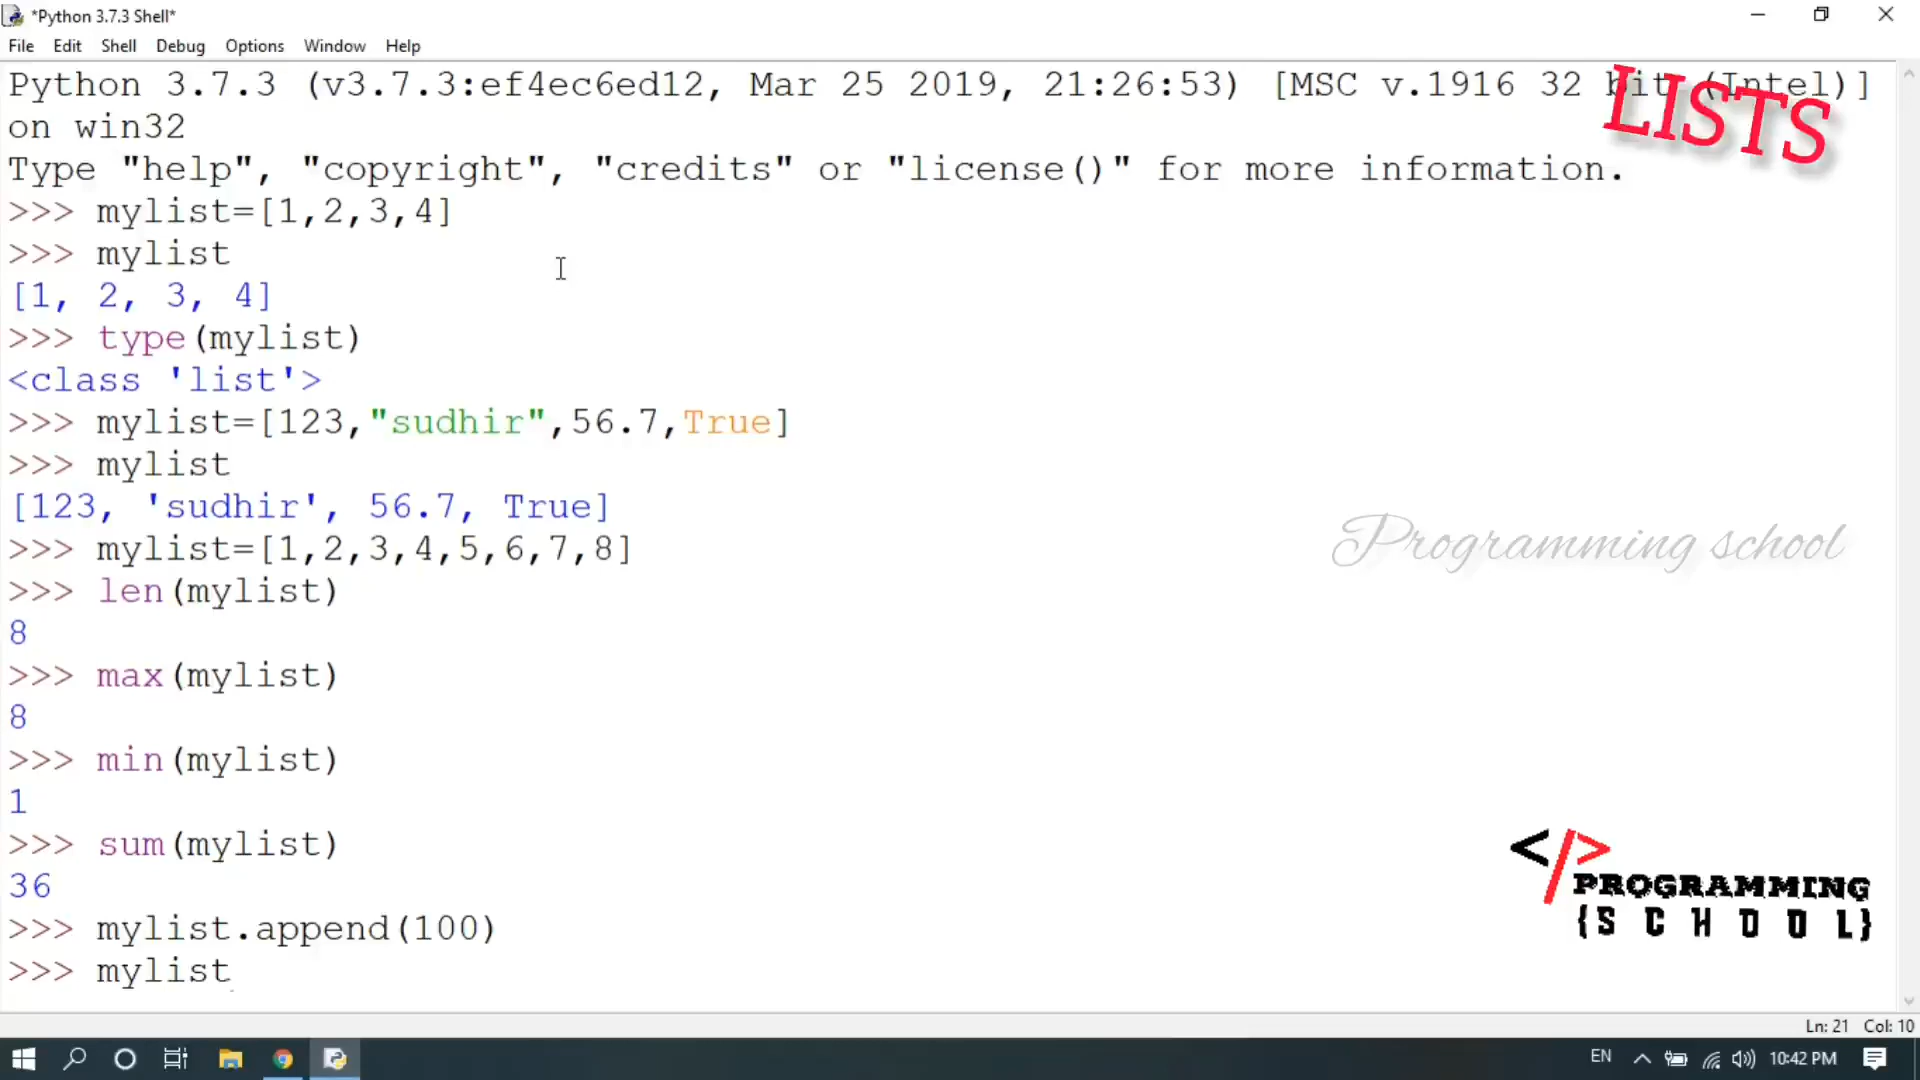 *Python 3.7.3 Shell*
File Edit Shell Debug Options Window Help
Python 3.7.3 (v3.7.3:ef4ec6ed12, Mar 25 2019, 21:26:53) [MSC v.1916 32 bit (Intel)]
on win32
LISTS
Type "help", "copyright", "credits" or "license()" for more information.
>>> mylist=[1,2,3,4]
>>> mylist
[1, 2, 3, 4]
>>> type(mylist)
<class 'list'>
>>> mylist=[123,"sudhir",56.7,True]
>>> mylist
[123, 'sudhir', 56.7, True]
>>> mylist=[1,2,3,4,5,6,7,8]
Programming school
>>> len(mylist)
8
>>> max(mylist)
8
>>> min(mylist)
1
>>> sum(mylist)
36
>>> mylist.append(100)
>>> mylist
</>
PROGRAMMING
{SCHOOL}
Ln: 21 Col: 10
EN 10:42 PM